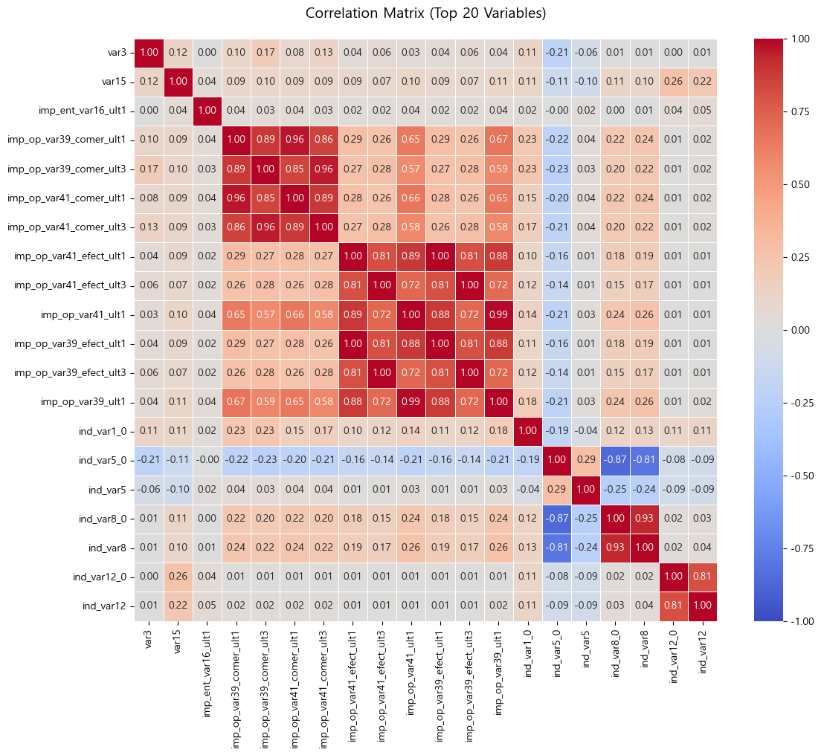 Correlation Matrix (Top 20 Variables)
var3 1.00 0.12 0.00 0.10 0.17 0.08 0.13 0.04 0.06 0.03 0.04 0.06 0.04 0.11 -0.21 -0.06 0.01 0.01 0.00 0.01
var15 0.12 1.00 0.04 0.09 0.10 0.09 0.09 0.09 0.07 0.10 0.09 0.07 0.11 0.11 -0.11 -0.10 0.11 0.10 0.26 0.22
imp_ent_var16_ult1 0.00 0.04 1.00 0.04 0.03 0.04 0.03 0.02 0.02 0.04 0.02 0.02 0.04 0.02 -0.00 0.02 0.00 0.01 0.04 0.05
imp_op_var39_comer_ult1 0.10 0.09 0.04 1.00 0.89 0.96 0.86 0.29 0.26 0.65 0.29 0.26 0.67 0.23 -0.22 0.04 0.22 0.24 0.01 0.02
imp_op_var39_comer_ult3 0.17 0.10 0.03 0.89 1.00 0.85 0.96 0.27 0.28 0.57 0.27 0.28 0.59 0.23 -0.23 0.03 0.20 0.22 0.01 0.02
imp_op_var41_comer_ult1 0.08 0.09 0.04 0.96 0.85 1.00 0.89 0.28 0.26 0.66 0.28 0.26 0.65 0.15 -0.20 0.04 0.22 0.24 0.01 0.02
imp_op_var41_comer_ult3 0.13 0.09 0.03 0.86 0.96 0.89 1.00 0.27 0.28 0.58 0.26 0.28 0.58 0.17 -0.21 0.04 0.20 0.22 0.01 0.02
imp_op_var41_efect_ult1 0.04 0.09 0.02 0.29 0.27 0.28 0.27 1.00 0.81 0.89 1.00 0.81 0.88 0.10 -0.16 0.01 0.18 0.19 0.01 0.01
imp_op_var41_efect_ult3 0.06 0.07 0.02 0.26 0.28 0.26 0.28 0.81 1.00 0.72 0.81 1.00 0.72 0.12 -0.14 0.01 0.15 0.17 0.01 0.01
imp_op_var41_ult1 0.03 0.10 0.04 0.65 0.57 0.66 0.58 0.89 0.72 1.00 0.88 0.72 0.99 0.14 -0.21 0.03 0.24 0.26 0.01 0.01
imp_op_var39_efect_ult1 0.04 0.09 0.02 0.29 0.27 0.28 0.26 1.00 0.81 0.88 1.00 0.81 0.88 0.11 -0.16 0.01 0.18 0.19 0.01 0.01
imp_op_var39_efect_ult3 0.06 0.07 0.02 0.26 0.28 0.26 0.28 0.81 1.00 0.72 0.81 1.00 0.72 0.12 -0.14 0.01 0.15 0.17 0.01 0.01
imp_op_var39_ult1 0.04 0.11 0.04 0.67 0.59 0.65 0.58 0.88 0.72 0.99 0.88 0.72 1.00 0.18 -0.21 0.03 0.24 0.26 0.01 0.02
ind_var1_0 0.11 0.11 0.02 0.23 0.23 0.15 0.17 0.10 0.12 0.14 0.11 0.12 0.18 1.00 -0.19 -0.04 0.12 0.13 0.11 0.11
ind_var5_0 -0.21 -0.11 -0.00 -0.22 -0.23 -0.20 -0.21 -0.16 -0.14 -0.21 -0.16 -0.14 -0.21 -0.19 1.00 0.29 -0.87 -0.81 -0.08 -0.09
ind_var5 -0.06 -0.10 0.02 0.04 0.03 0.04 0.04 0.01 0.01 0.03 0.01 0.01 0.03 -0.04 0.29 1.00 -0.25 -0.24 -0.09 -0.09
ind_var8_0 0.01 0.11 0.00 0.22 0.20 0.22 0.20 0.18 0.15 0.24 0.18 0.15 0.24 0.12 -0.87 -0.25 1.00 0.93 0.02 0.03
ind_var8 0.01 0.10 0.01 0.24 0.22 0.24 0.22 0.19 0.17 0.26 0.19 0.17 0.26 0.13 -0.81 -0.24 0.93 1.00 0.02 0.04
ind_var12_0 0.00 0.26 0.04 0.01 0.01 0.01 0.01 0.01 0.01 0.01 0.01 0.01 0.01 0.11 -0.08 -0.09 0.02 0.02 1.00 0.81
ind_var12 0.01 0.22 0.05 0.02 0.02 0.02 0.02 0.01 0.01 0.01 0.01 0.01 0.02 0.11 -0.09 -0.09 0.03 0.04 0.81 1.00
var3
var15
imp_ent_var16_ult1
imp_op_var39_comer_ult1
imp_op_var39_comer_ult3
imp_op_var41_comer_ult1
imp_op_var41_comer_ult3
imp_op_var41_efect_ult1
imp_op_var41_efect_ult3
imp_op_var41_ult1
imp_op_var39_efect_ult1
imp_op_var39_efect_ult3
imp_op_var39_ult1
ind_var1_0
ind_var5_0
ind_var5
ind_var8_0
ind_var8
ind_var12_0
ind_var12
1.00
0.75
0.50
0.25
0.00
-0.25
-0.50
-0.75
-1.00